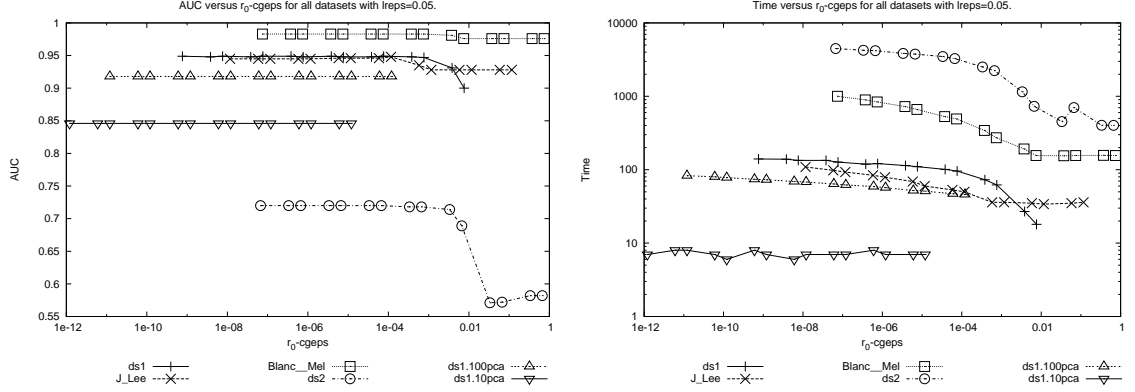 AUC versus r0-cgeps for all datasets with lreps=0.05.
1
0.95
0.9
0.85
0.8
0.75
0.7
0.65
0.6
0.55
AUC
1e-12 1e-10 1e-08 1e-06 1e-04 0.01 1
r0-cgeps
ds1 Blanc__Mel ds1.100pca
J_Lee ds2 ds1.10pca
Time versus r0-cgeps for all datasets with lreps=0.05.
10000
1000
100
10
1
Time
1e-12 1e-10 1e-08 1e-06 1e-04 0.01 1
r0-cgeps
ds1 Blanc__Mel ds1.100pca
J_Lee ds2 ds1.10pca